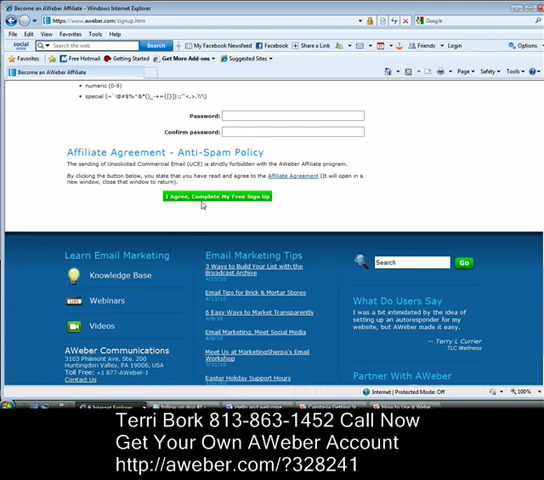 Become an AWeber Affiliate - Windows Internet Explorer
https://www.aweber.com/signup.htm
Google
File Edit View Favorites Tools Help
Search the web
Search
My Facebook Newsfeed Facebook Share a Link Friends Login Options
Favorites Free Hotmail Getting Started Get More Add-ons Suggested Sites
Become an AWeber Affiliate
Page Safety Tools
numeric (0-9)
Password:
Confirm password:
Affiliate Agreement - Anti-Spam Policy
The sending of Unsolicited Commercial Email (UCE) is strictly forbidden with the AWeber Affiliate program.
By clicking the button below, you state that you have read and agree to the Affiliate Agreement (It will open in a
new window, close that window to return).
I Agree, Complete My Free Sign Up
Learn Email Marketing
Knowledge Base
Webinars
Videos
AWeber Communications
3103 Philmont Ave. Ste. 200
Huntingdon Valley, PA 19006, USA
Toll Free: +1 877-AWeber-1
Contact Us
Email Marketing Tips
3 Ways to Build Your List with the
Broadcast Archive
4/15/10
Email Tips for Brick & Mortar Stores
6 Easy Ways to Market Transparently
Email Marketing, Meet Social Media
Meet Us at MarketingSherpa's Email
Workshop
Easter Holiday Support Hours
Search Go
What Do Users Say
I was a bit intimidated by the idea of
setting up an autoresponder for my
website, but AWeber made it easy.
-- Terry L Currier
TLC Wellness
Partner With AWeber
Internet | Protected Mode: Off
100%
Terri Bork 813-863-1452 Call Now
Get Your Own AWeber Account
http://aweber.com/?328241